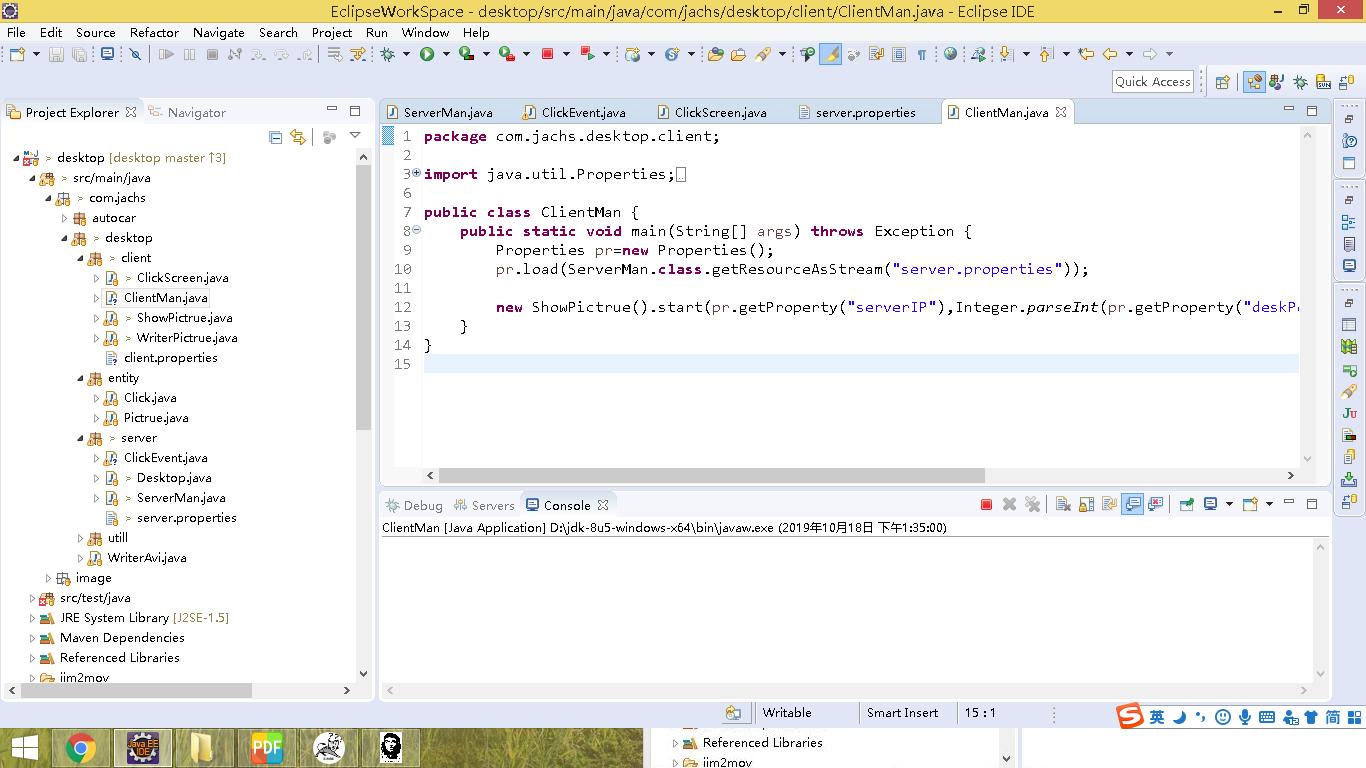 EclipseWorkSpace - desktop/src/main/java/com/jachs/desktop/client/ClientMan.java - Eclipse IDE
File Edit Source Refactor Navigate Search Project Run Window Help
Quick Access
Project Explorer Navigator
> desktop [desktop master ↑3]
> src/main/java
> com.jachs
autocar
> desktop
> client
> ClickScreen.java
ClientMan.java
> ShowPictrue.java
> WriterPictrue.java
client.properties
entity
Click.java
Pictrue.java
> server
ClickEvent.java
> Desktop.java
> ServerMan.java
> server.properties
utill
WriterAvi.java
image
src/test/java
JRE System Library [J2SE-1.5]
Maven Dependencies
Referenced Libraries
jim2mov
ServerMan.java ClickEvent.java ClickScreen.java server.properties ClientMan.java
1 package com.jachs.desktop.client;
2
3 import java.util.Properties;
6
7 public class ClientMan {
8 public static void main(String[] args) throws Exception {
9 Properties pr=new Properties();
10 pr.load(ServerMan.class.getResourceAsStream("server.properties"));
11
12 new ShowPictrue().start(pr.getProperty("serverIP"),Integer.parseInt(pr.getProperty("deskP
13 }
14 }
15
Debug Servers Console
ClientMan [Java Application] D:\jdk-8u5-windows-x64\bin\javaw.exe (2019年10月18日 下午1:35:00)
Writable Smart Insert 15 : 1
英 简
Java EE IDE
PDF
Referenced Libraries
jim2mov